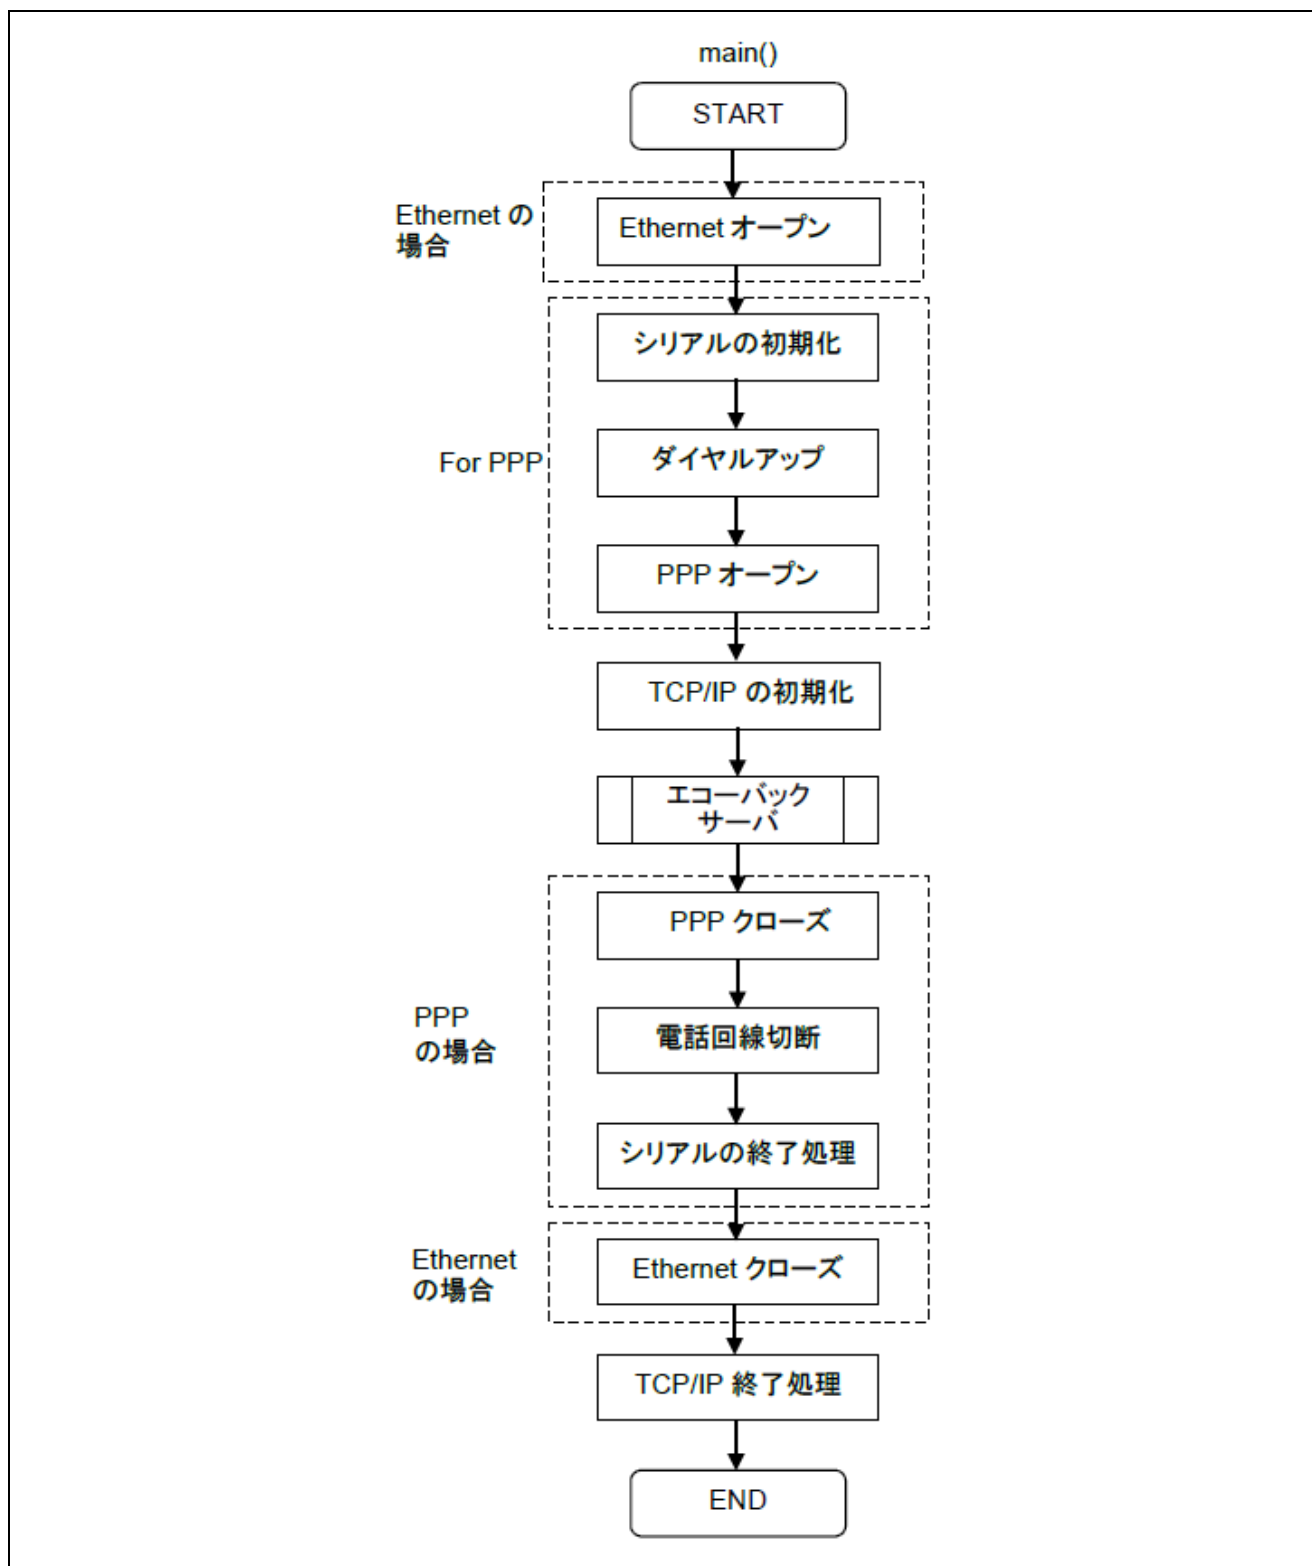 main()
START
Ethernet の
場合
Ethernet オープン
シリアルの初期化
For PPP
ダイヤルアップ
PPP オープン
TCP/IP の初期化
エコーバック
サーバ
PPP クローズ
PPP
の場合
電話回線切断
シリアルの終了処理
Ethernet
の場合
Ethernet クローズ
TCP/IP 終了処理
END